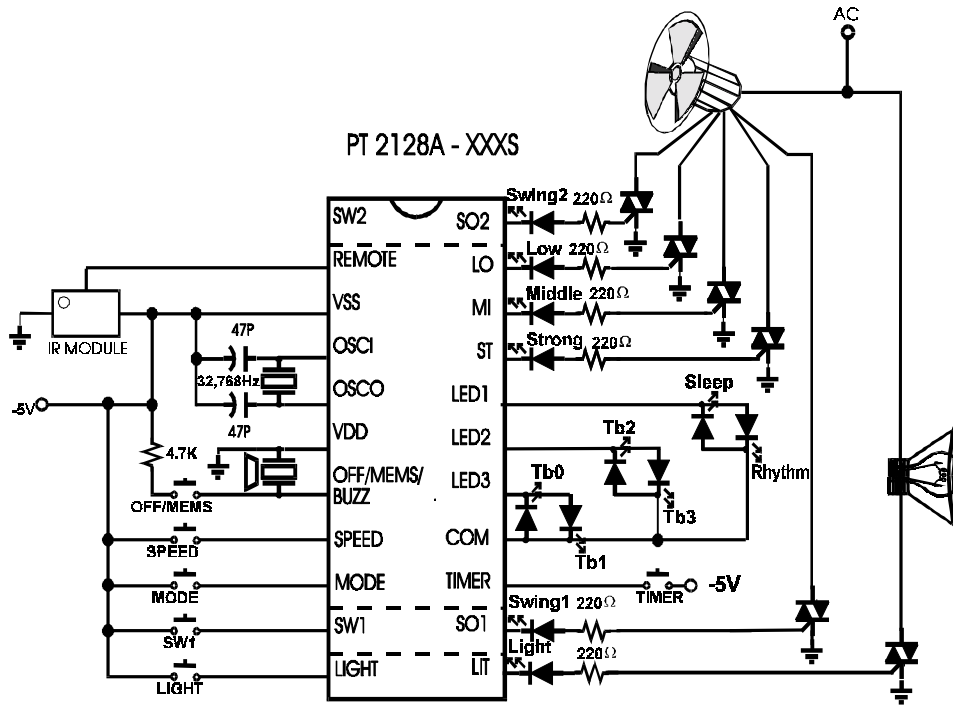 AC
PT 2128A - XXXS
SW2
SO2
Swing2 220Ω
REMOTE
LO
Low 220Ω
VSS
MI
Middle 220Ω
IR MODULE
47P
OSCI
ST
Strong 220Ω
32,768Hz
OSCO
LED1
Sleep
-5V
47P
VDD
LED2
Tb2
4.7K
OFF/MEMS/
BUZZ
LED3
Tb0
Rhythm
OFF/MEMS
Tb3
SPEED
SPEED
COM
Tb1
MODE
MODE
TIMER
TIMER
-5V
SW1
SW1
SO1
Swing1 220Ω
LIGHT
LIGHT
LIT
Light 220Ω